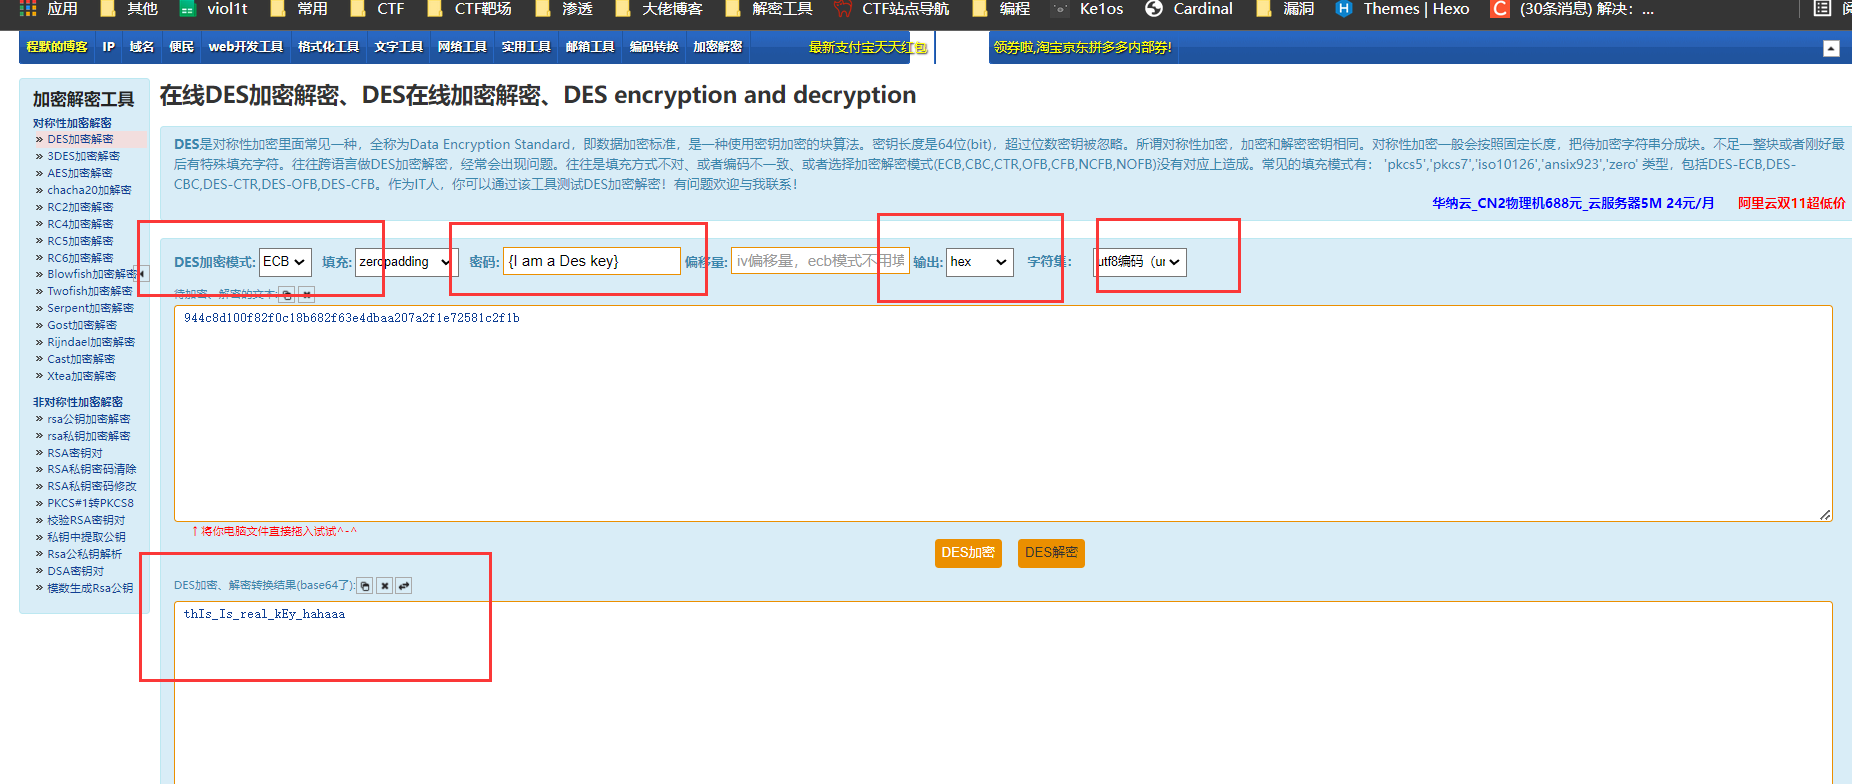 应用 其他 viol1t 常用 CTF CTF靶场 渗透 大佬博客 解密工具 CTF站点导航 编程 Ke1os Cardinal 漏洞 Themes | Hexo (30条消息) 解决：...
程默的博客 IP 域名 便民 web开发工具 格式化工具 文字工具 网络工具 实用工具 邮箱工具 编码转换 加密解密 最新支付宝天天红包 领券啦,淘宝京东拼多多内部券!
加密解密工具
对称性加密解密
» DES加密解密
» 3DES加密解密
» AES加密解密
» chacha20加解密
» RC2加密解密
» RC4加密解密
» RC5加密解密
» RC6加密解密
» Blowfish加密解密
» Twofish加密解密
» Serpent加密解密
» Gost加密解密
» Rijndael加密解密
» Cast加密解密
» Xtea加密解密
非对称性加密解密
» rsa公钥加密解密
» rsa私钥加密解密
» RSA密钥对
» RSA私钥密码清除
» RSA私钥密码修改
» PKCS#1转PKCS8
» 校验RSA密钥对
» 私钥中提取公钥
» Rsa公私钥解析
» DSA密钥对
» 模数生成Rsa公钥
在线DES加密解密、DES在线加密解密、DES encryption and decryption
DES是对称性加密里面常见一种，全称为Data Encryption Standard，即数据加密标准，是一种使用密钥加密的块算法。密钥长度是64位(bit)，超过位数密钥被忽略。所谓对称性加密，加密和解密密钥相同。对称性加密一般会按照固定长度，把待加密字符串分成块。不足一整块或者刚好最
后有特殊填充字符。往往跨语言做DES加密解密，经常会出现问题。往往是填充方式不对、或者编码不一致、或者选择加密解密模式(ECB,CBC,CTR,OFB,CFB,NCFB,NOFB)没有对应上造成。常见的填充模式有： 'pkcs5','pkcs7','iso10126','ansix923','zero' 类型，包括DES-ECB,DES-
CBC,DES-CTR,DES-OFB,DES-CFB。作为IT人，你可以通过该工具测试DES加密解密！有问题欢迎与我联系！
华纳云_CN2物理机688元_云服务器5M 24元/月 阿里云双11超低价
DES加密模式: ECB 填充: zeropadding 密码: {I am a Des key} 偏移量: iv偏移量，ecb模式不用填 输出: hex 字符集: utf8编码（un
待加密、解密的文本:
944c8d100f82f0c18b682f63e4dbaa207a2f1e72581c2f1b
↑将你电脑文件直接拖入试试^-^
DES加密 DES解密
DES加密、解密转换结果(base64了):
thIs_Is_real_kEy_hahaaa